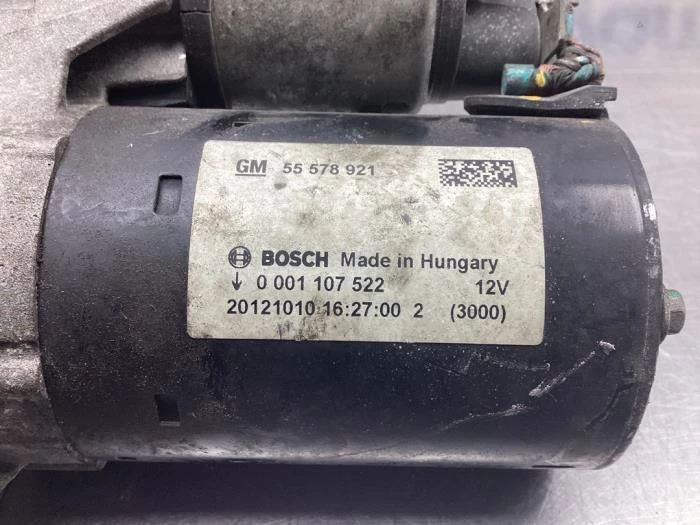 GM 55 578 921
BOSCH Made in Hungary
0 001 107 522 12V
20121010 16:27:00 2 (3000)